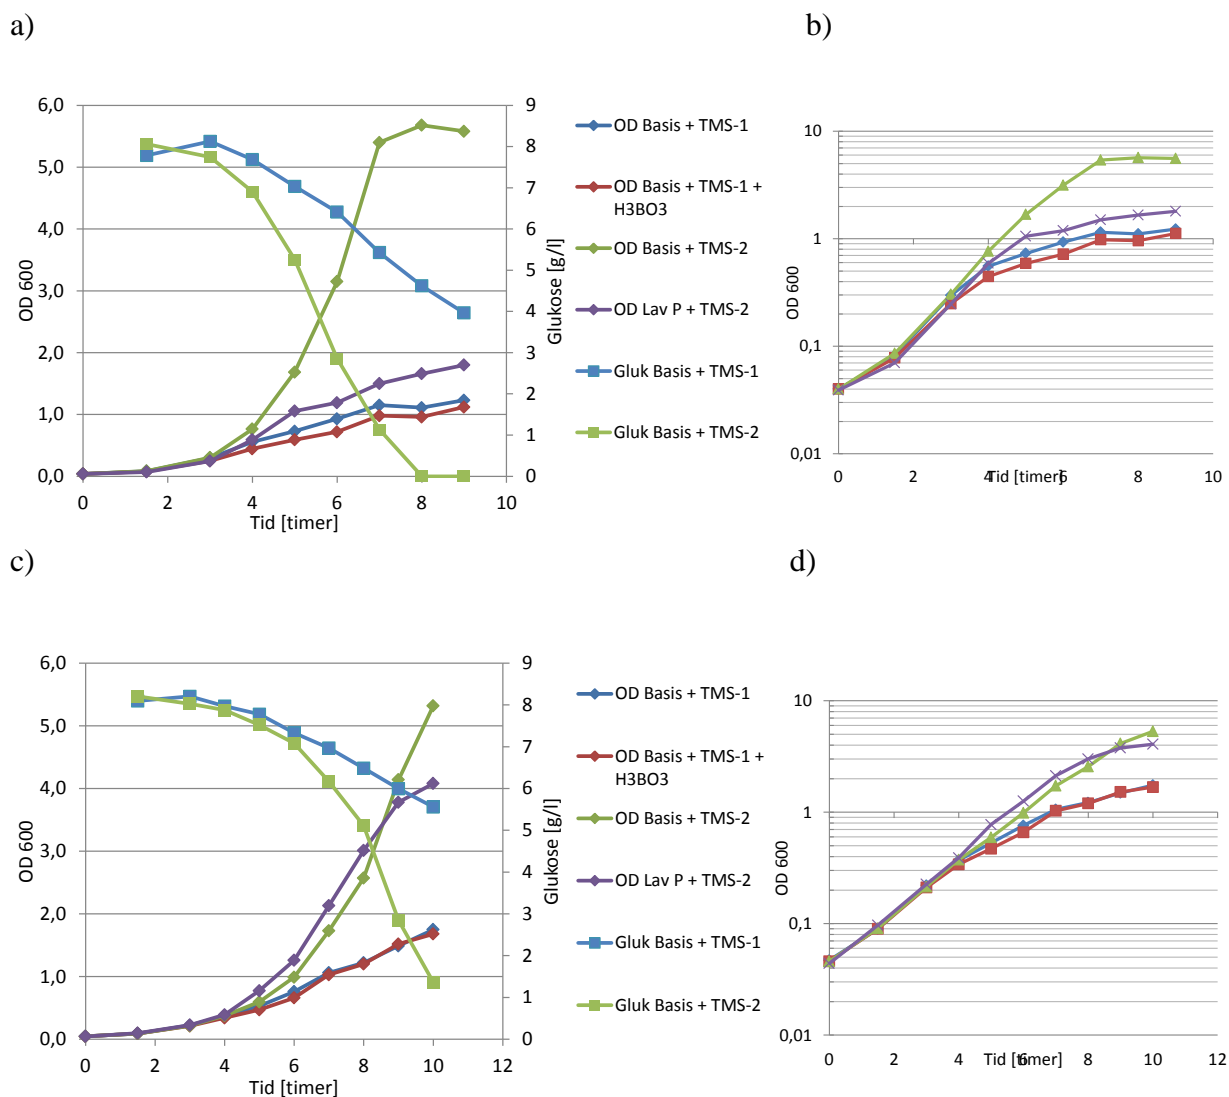 a)
6,0
5,0
4,0
3,0
2,0
1,0
0,0
OD 600
9
8
7
6
5
4
3
2
1
0
Glukose [g/l]
0 2 4 6 8 10
Tid [timer]
OD Basis + TMS-1
OD Basis + TMS-1 +
H3BO3
OD Basis + TMS-2
OD Lav P + TMS-2
Gluk Basis + TMS-1
Gluk Basis + TMS-2
b)
10
1
0,1
0,01
OD 600
0 2 4 6 8 10
Tid [timer]
c)
6,0
5,0
4,0
3,0
2,0
1,0
0,0
OD 600
9
8
7
6
5
4
3
2
1
0
Glukose [g/l]
0 2 4 6 8 10 12
Tid [timer]
OD Basis + TMS-1
OD Basis + TMS-1 +
H3BO3
OD Basis + TMS-2
OD Lav P + TMS-2
Gluk Basis + TMS-1
Gluk Basis + TMS-2
d)
10
1
0,1
0,01
OD 600
0 2 4 6 8 10 12
Tid [timer]